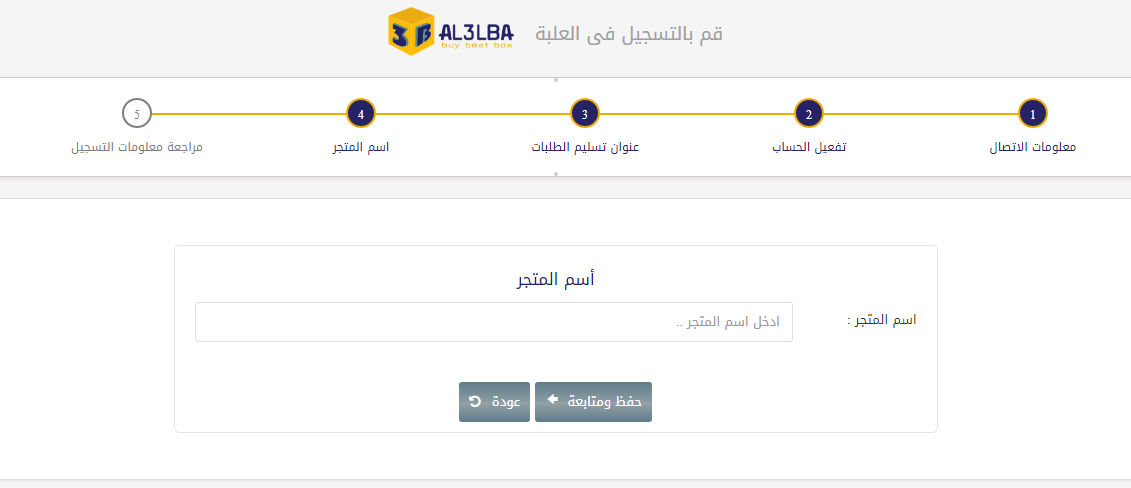 قم بالتسجيل فى العلبة
3B AL3LBA
buy best box
1
معلومات الاتصال
2
تفعيل الحساب
3
عنوان تسليم الطلبات
4
اسم المتجر
5
مراجعة معلومات التسجيل
أسم المتجر
اسم المتجر :
ادخل اسم المتجر ..
حفظ ومتابعة
عودة